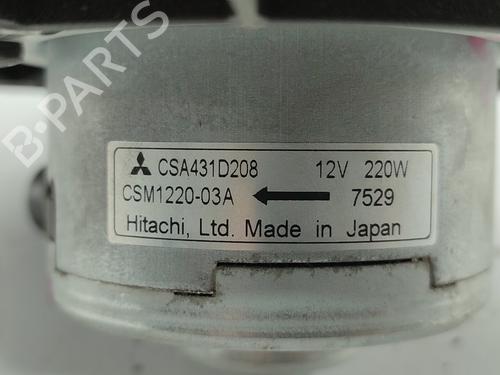 B-PARTS
CSA431D208 12V 220W
CSM1220-03A 7529
Hitachi, Ltd. Made in Japan